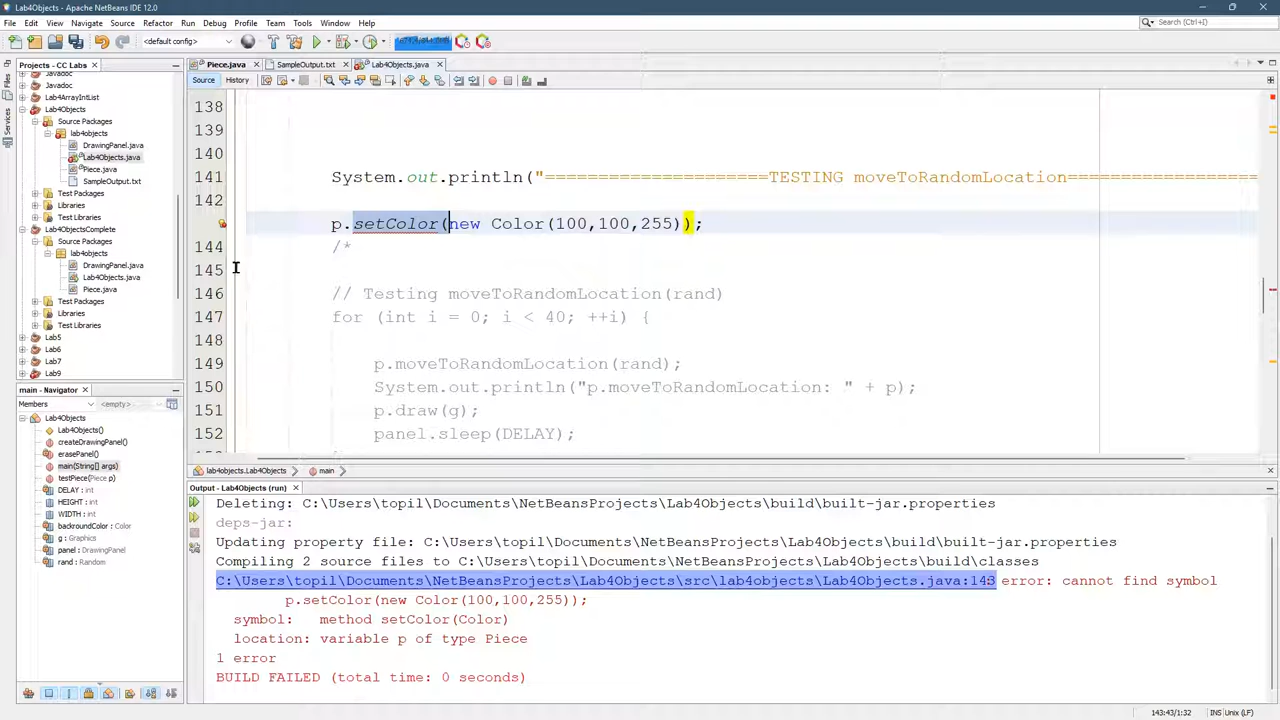 Lab4Objects - Apache NetBeans IDE 12.0
File Edit View Navigate Source Refactor Run Debug Profile Team Tools Window Help
Search (Ctrl+I)
<default config>
Projects - CC Labs
Javadoc
Javadoc
Lab4ArrayIntList
Lab4Objects
Source Packages
lab4objects
DrawingPanel.java
Lab4Objects.java
Piece.java
SampleOutput.txt
Test Packages
Libraries
Test Libraries
Lab4ObjectsComplete
Source Packages
lab4objects
DrawingPanel.java
Lab4Objects.java
Piece.java
Test Packages
Libraries
Test Libraries
Lab5
Lab6
Lab7
Lab9
Files
Services
main - Navigator
Members
<empty>
Lab4Objects
Lab4Objects()
createDrawingPanel()
erasePanel()
main(String[] args)
testPiece(Piece p)
DELAY : int
HEIGHT : int
WIDTH : int
backroundColor : Color
g : Graphics
panel : DrawingPanel
rand : Random
Piece.java SampleOutput.txt Lab4Objects.java
Source History
138
139
140
141 System.out.println("=====================TESTING moveToRandomLocation==================
142
p.setColor(new Color(100,100,255));
144 /*
145
146 // Testing moveToRandomLocation(rand)
147 for (int i = 0; i < 40; ++i) {
148
149 p.moveToRandomLocation(rand);
150 System.out.println("p.moveToRandomLocation: " + p);
151 p.draw(g);
152 panel.sleep(DELAY);
lab4objects.Lab4Objects main
Output - Lab4Objects (run)
Deleting: C:\Users\topil\Documents\NetBeansProjects\Lab4Objects\build\built-jar.properties
deps-jar:
Updating property file: C:\Users\topil\Documents\NetBeansProjects\Lab4Objects\build\built-jar.properties
Compiling 2 source files to C:\Users\topil\Documents\NetBeansProjects\Lab4Objects\build\classes
C:\Users\topil\Documents\NetBeansProjects\Lab4Objects\src\lab4objects\Lab4Objects.java:143 error: cannot find symbol
p.setColor(new Color(100,100,255));
symbol: method setColor(Color)
location: variable p of type Piece
1 error
BUILD FAILED (total time: 0 seconds)
143:43/1:32 INS Unix (LF)